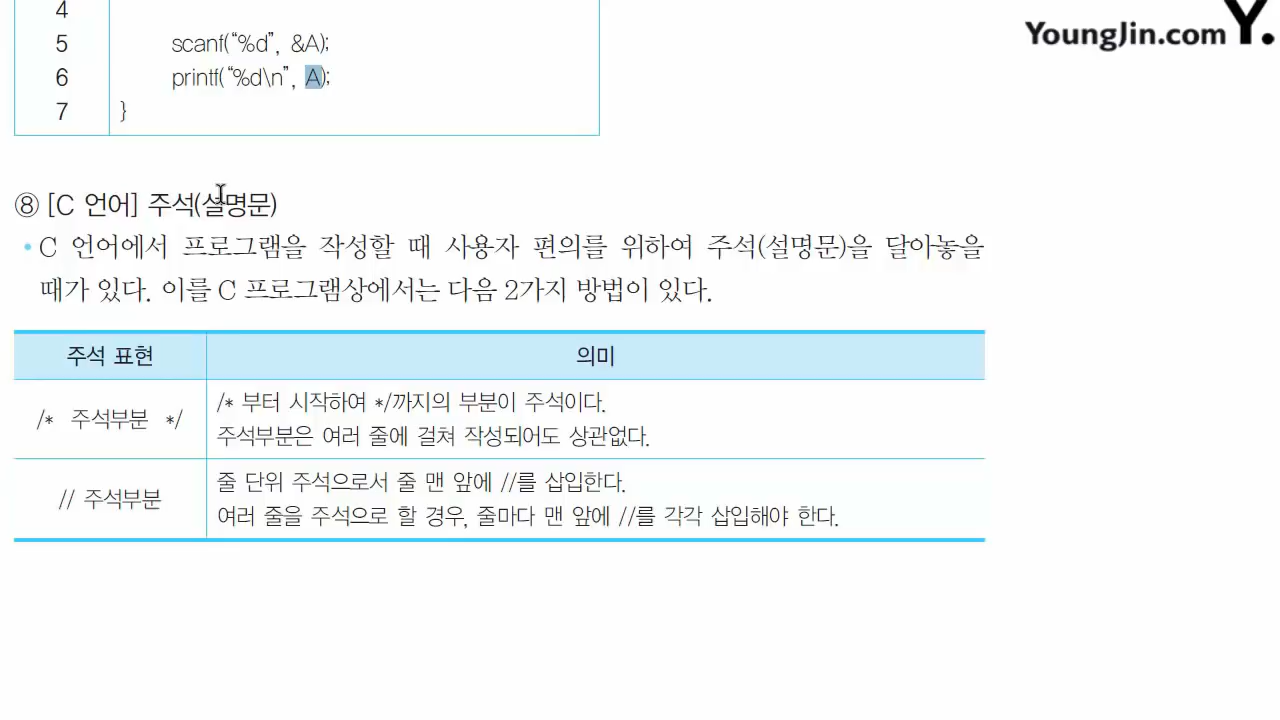 4
YoungJin.com Y.
5 scanf(“%d”, &A);
6 printf(“%d\n”, A);
7 }
⑧ [C 언어] 주석(설명문)
• C 언어에서 프로그램을 작성할 때 사용자 편의를 위하여 주석(설명문)을 달아놓을
때가 있다. 이를 C 프로그램상에서는 다음 2가지 방법이 있다.
주석 표현 의미
/* 주석부분 */
/* 부터 시작하여 */까지의 부분이 주석이다.
주석부분은 여러 줄에 걸쳐 작성되어도 상관없다.
// 주석부분
줄 단위 주석으로서 줄 맨 앞에 //를 삽입한다.
여러 줄을 주석으로 할 경우, 줄마다 맨 앞에 //를 각각 삽입해야 한다.